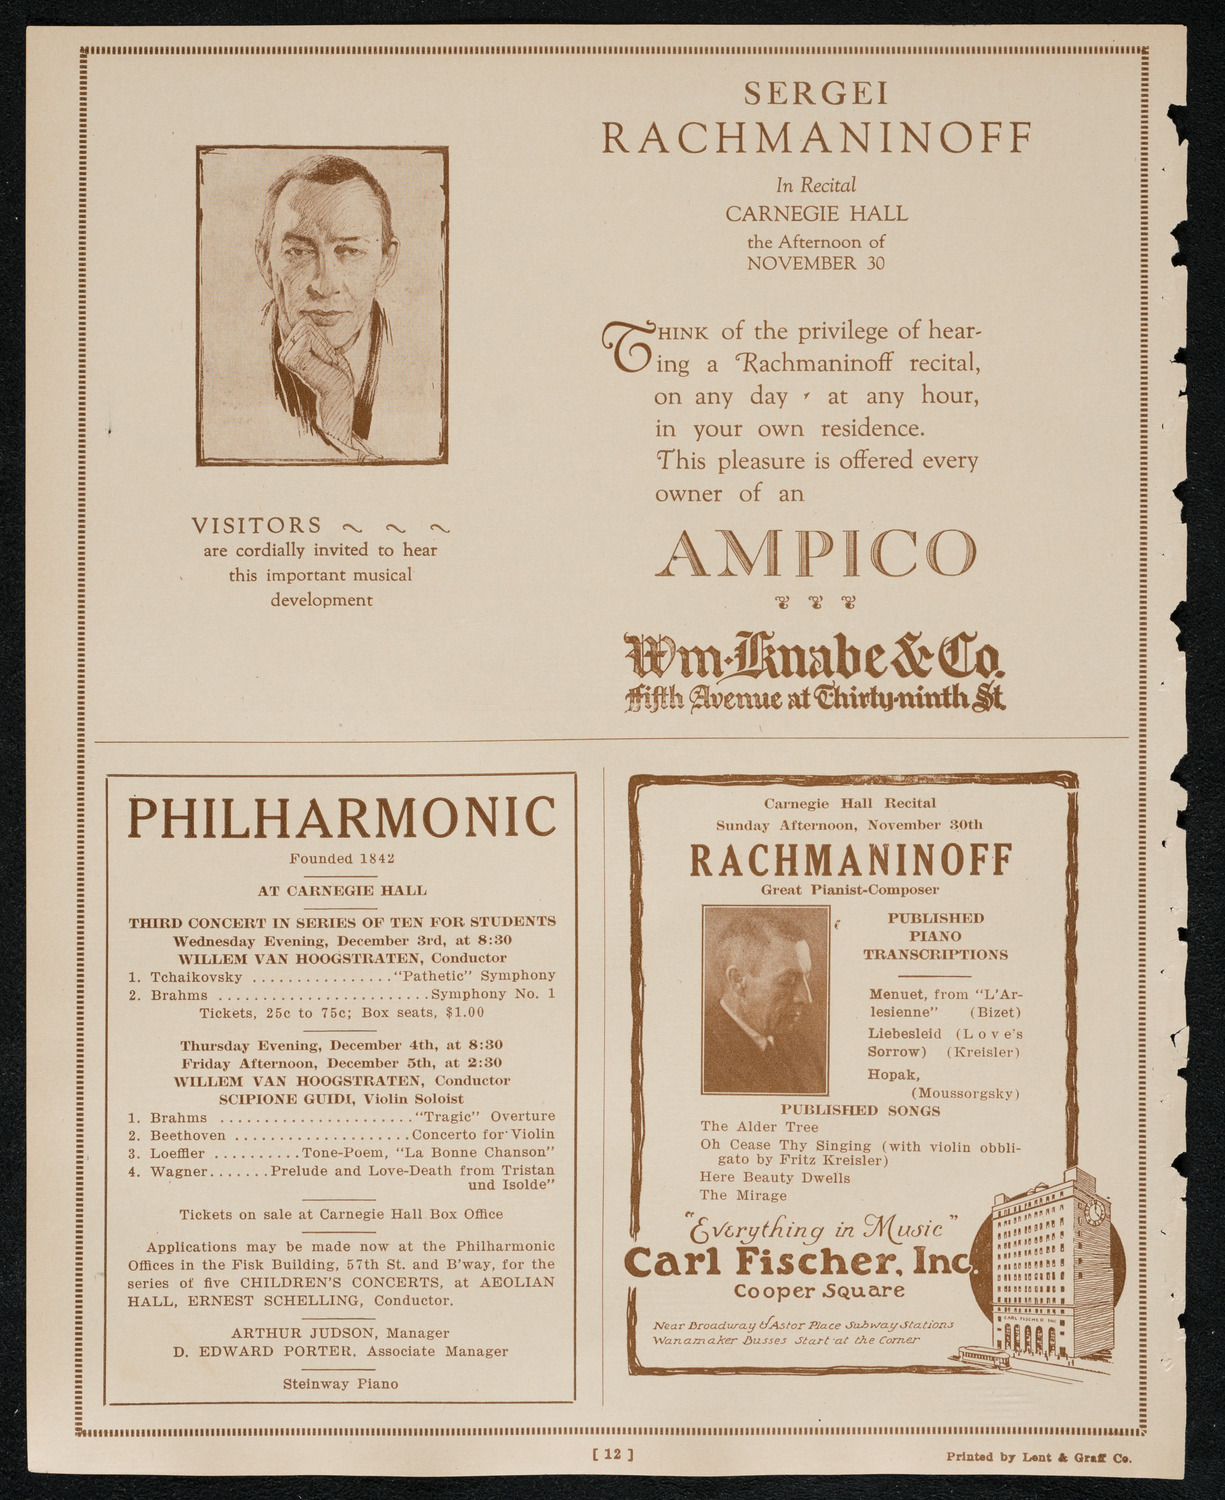 SERGEI
RACHMANINOFF
In Recital
CARNEGIE HALL
the Afternoon of
NOVEMBER 30
THINK of the privilege of hear-
ing a Rachmaninoff recital,
on any day at any hour,
in your own residence.
This pleasure is offered every
owner of an
AMPICO
Wm. Knabe & Co.
Fifth Avenue at Thirty-ninth St.
VISITORS
are cordially invited to hear
this important musical
development
PHILHARMONIC
Founded 1842
AT CARNEGIE HALL
THIRD CONCERT IN SERIES OF TEN FOR STUDENTS
Wednesday Evening, December 3rd, at 8:30
WILLEM VAN HOOGSTRATEN, Conductor
1. Tchaikovsky ................"Pathetic" Symphony
2. Brahms ........................Symphony No. 1
Tickets, 25c to 75c; Box seats, $1.00
Thursday Evening, December 4th, at 8:30
Friday Afternoon, December 5th, at 2:30
WILLEM VAN HOOGSTRATEN, Conductor
SCIPIONE GUIDI, Violin Soloist
1. Brahms ......................"Tragic" Overture
2. Beethoven ....................Concerto for Violin
3. Loeffler ..........Tone-Poem, "La Bonne Chanson"
4. Wagner.......Prelude and Love-Death from Tristan
und Isolde"
Tickets on sale at Carnegie Hall Box Office
Applications may be made now at the Philharmonic
Offices in the Fisk Building, 57th St. and B'way, for the
series of five CHILDREN'S CONCERTS, at AEOLIAN
HALL, ERNEST SCHELLING, Conductor.
ARTHUR JUDSON, Manager
D. EDWARD PORTER, Associate Manager
Steinway Piano
Carnegie Hall Recital
Sunday Afternoon, November 30th
RACHMANINOFF
Great Pianist-Composer
PUBLISHED
PIANO
TRANSCRIPTIONS
Menuet, from "L'Ar-
lesienne" (Bizet)
Liebesleid (Love's
Sorrow) (Kreisler)
Hopak,
(Moussorgsky)
PUBLISHED SONGS
The Alder Tree
Oh Cease Thy Singing (with violin obbli-
gato by Fritz Kreisler)
Here Beauty Dwells
The Mirage
"Everything in Music"
Carl Fischer, Inc.
Cooper Square
CARL FISCHER INC
Near Broadway & Astor Place Subway Stations
Wanamaker Busses Start at the Corner
[ 12 ]
Printed by Lent & Graff Co.